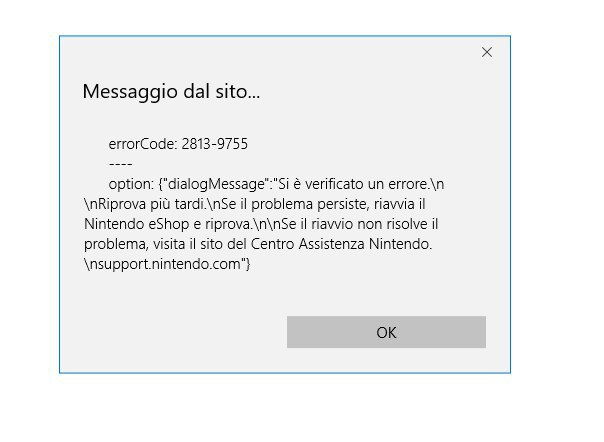 Messaggio dal sito...
errorCode: 2813-9755
----
option: {"dialogMessage":"Si è verificato un errore.\n
\nRiprova più tardi.\nSe il problema persiste, riavvia il
Nintendo eShop e riprova.\n\nSe il riavvio non risolve il
problema, visita il sito del Centro Assistenza Nintendo.
\nsupport.nintendo.com"}
OK